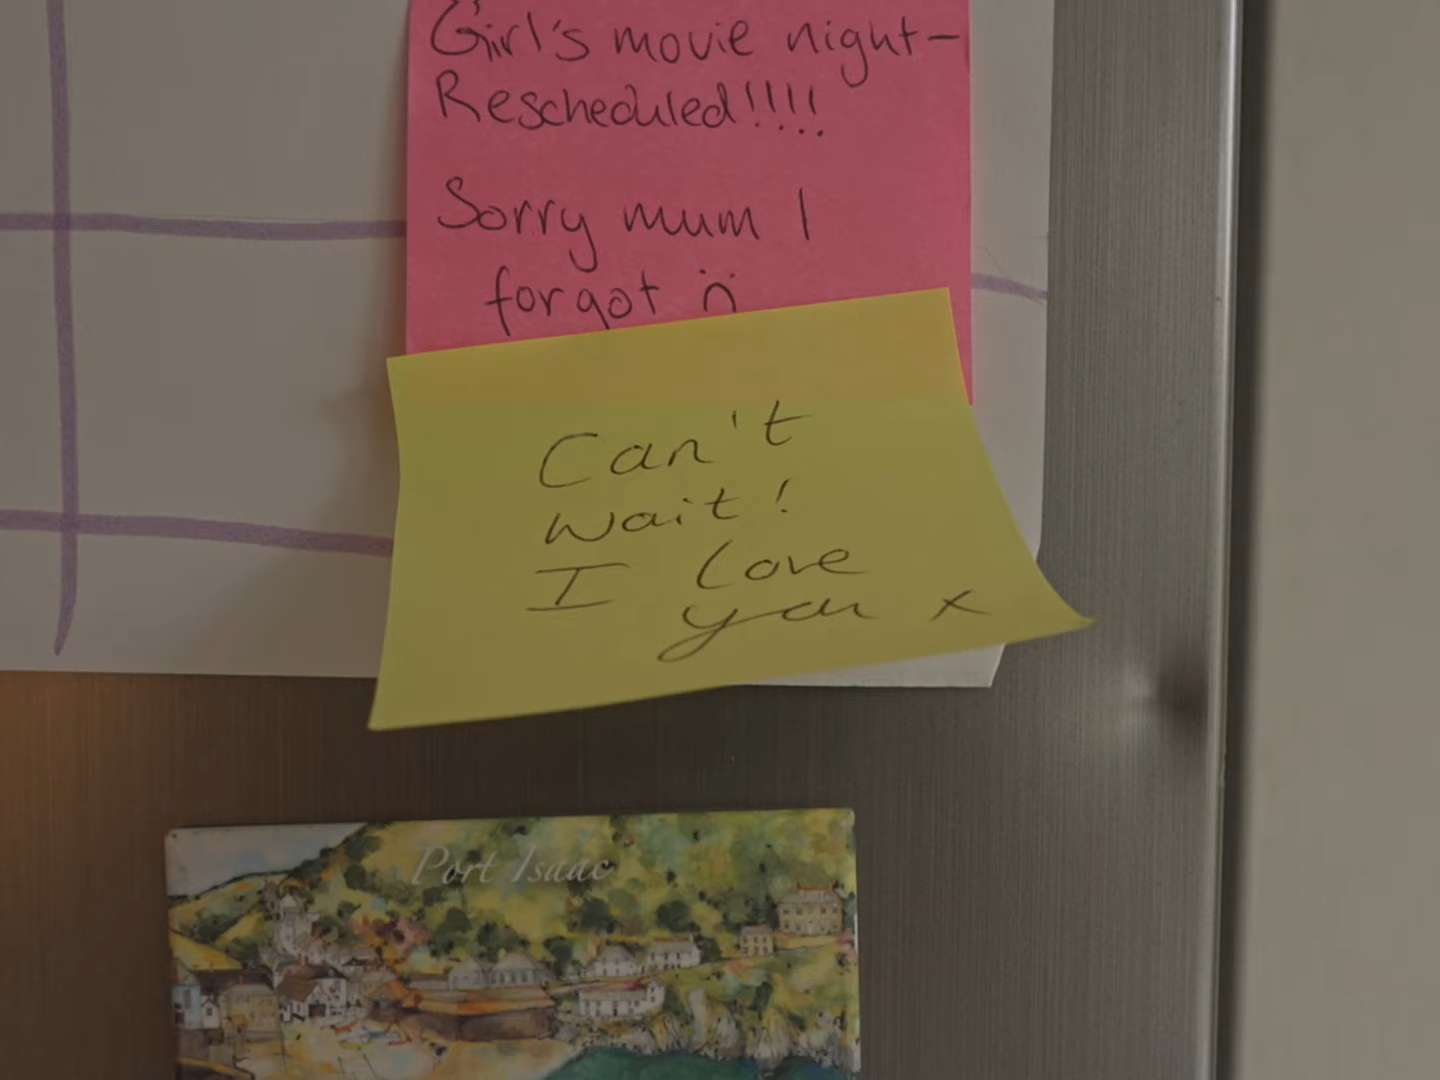 Girl's movie night-
Rescheduled!!!!
Sorry mum I
forgot
Can't
wait!
I love
you x
Port Isaac